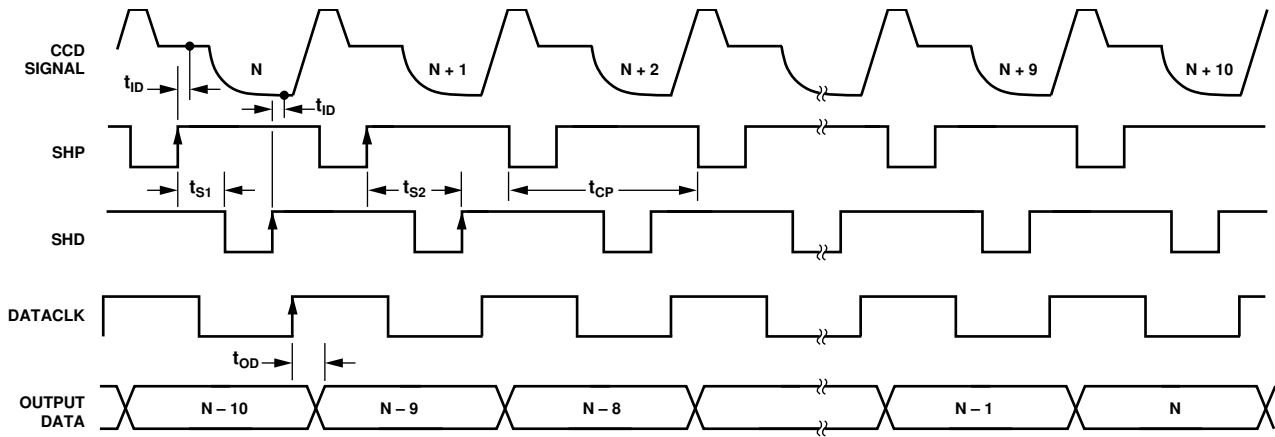 CCD
SIGNAL
N
N + 1
N + 2
N + 9
N + 10
tID
tID
SHP
tS1
tS2
tCP
SHD
DATACLK
tOD
OUTPUT
DATA
N – 10
N – 9
N – 8
N – 1
N